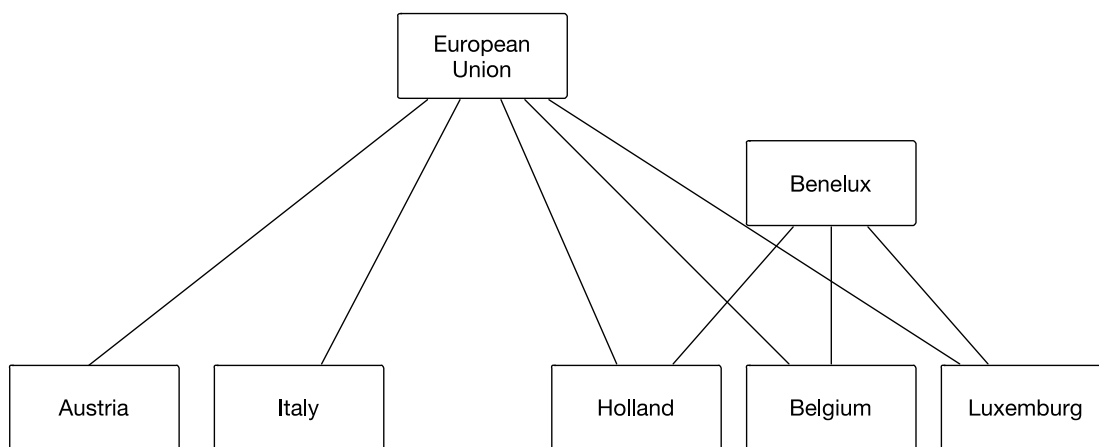 European
Union
Benelux
Austria
Italy
Holland
Belgium
Luxemburg